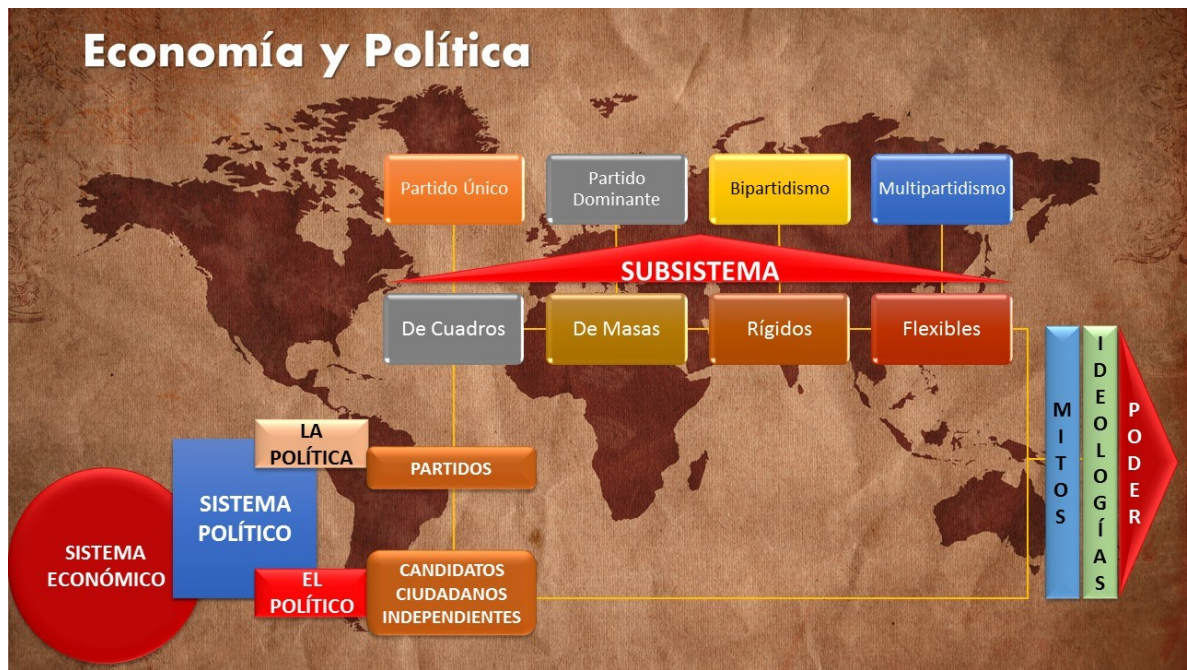 Economía y Política
Partido Único
Partido
Dominante
Bipartidismo
Multipartidismo
SUBSISTEMA
De Cuadros
De Masas
Rígidos
Flexibles
LA
POLÍTICA
PARTIDOS
SISTEMA
POLÍTICO
SISTEMA
ECONÓMICO
EL
POLÍTICO
CANDIDATOS
CIUDADANOS
INDEPENDIENTES
MITOS
IDEOLOGÍAS
PODER